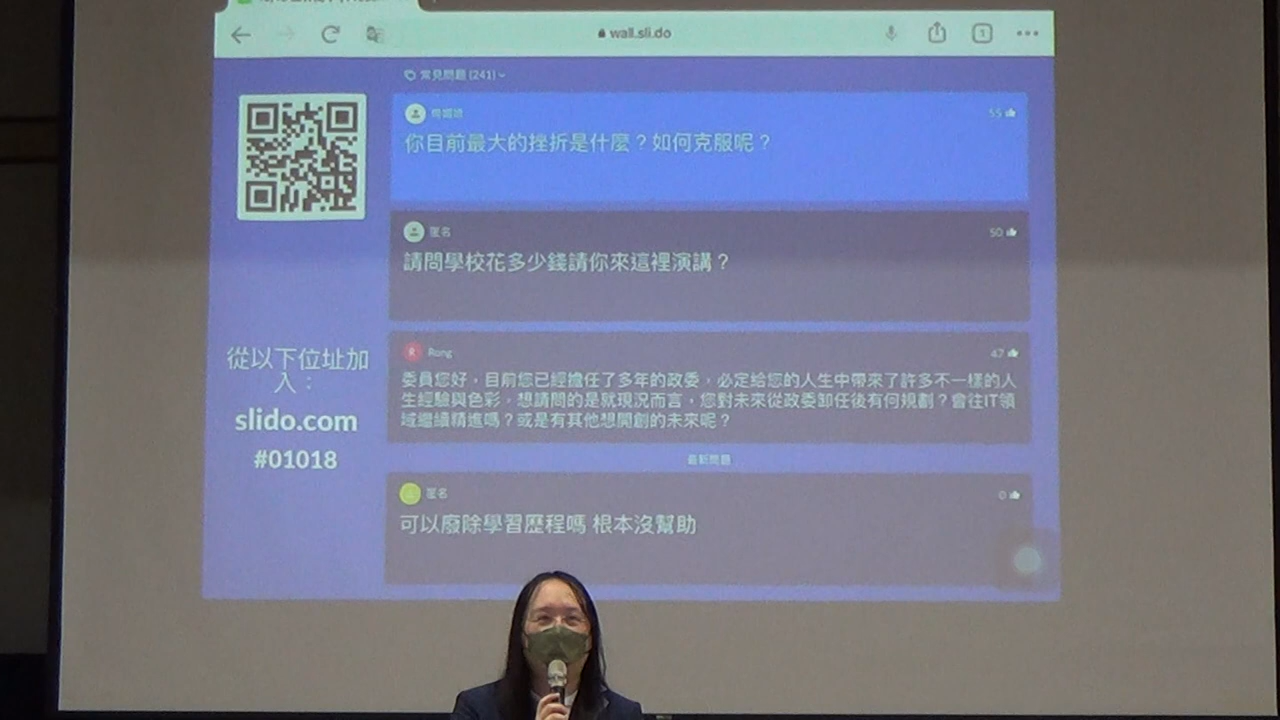 wall.sli.do
1
常見問題 (241)
55
你目前最大的挫折是什麼？如何克服呢？
匿名
50
請問學校花多少錢請你來這裡演講？
R
Rong
47
委員您好，目前您已經擔任了多年的政委，必定給您的人生中帶來了許多不一樣的人
生經驗與色彩，想請問的是就現況而言，您對未來從政委卸任後有何規劃？會往IT領
域繼續精進嗎？或是有其他想開創的未來呢？
最新問題
匿名
0
可以廢除學習歷程嗎 根本沒幫助
從以下位址加
入：
slido.com
#01018